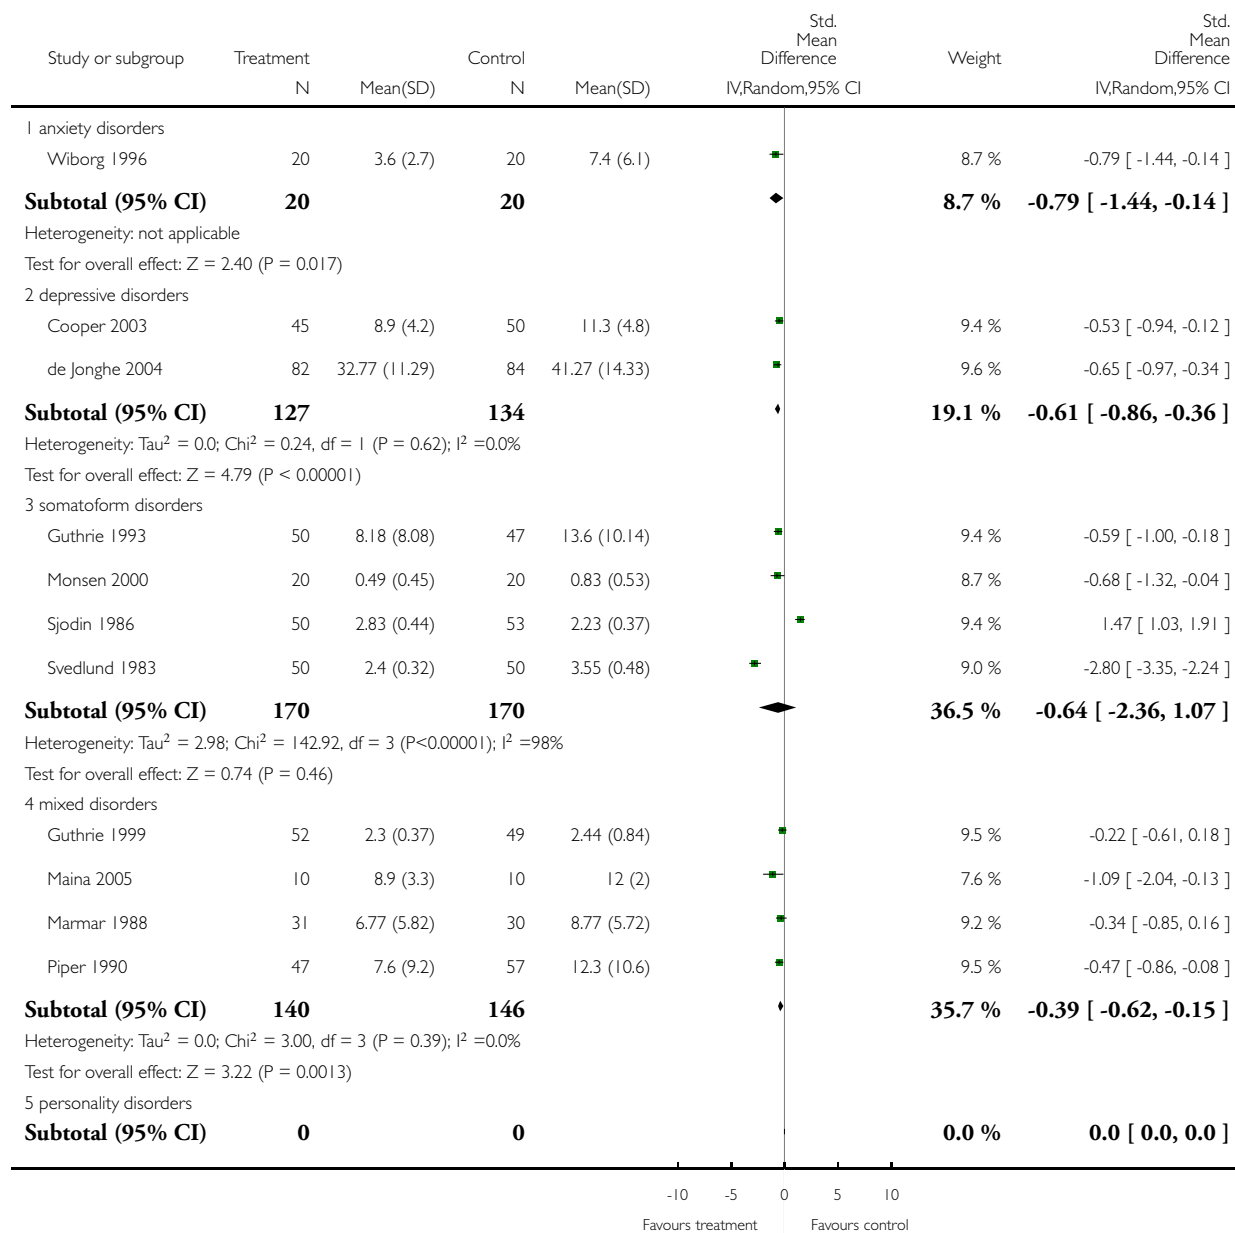 Std. Mean Difference Std. Mean Difference
Study or subgroup Treatment Control Weight
N Mean(SD) N Mean(SD) IV,Random,95% CI IV,Random,95% CI
1 anxiety disorders
Wiborg 1996 20 3.6 (2.7) 20 7.4 (6.1) 8.7 % -0.79 [ -1.44, -0.14 ]
Subtotal (95% CI) 20 20 8.7 % -0.79 [ -1.44, -0.14 ]
Heterogeneity: not applicable
Test for overall effect: Z = 2.40 (P = 0.017)
2 depressive disorders
Cooper 2003 45 8.9 (4.2) 50 11.3 (4.8) 9.4 % -0.53 [ -0.94, -0.12 ]
de Jonghe 2004 82 32.77 (11.29) 84 41.27 (14.33) 9.6 % -0.65 [ -0.97, -0.34 ]
Subtotal (95% CI) 127 134 19.1 % -0.61 [ -0.86, -0.36 ]
Heterogeneity: Tau² = 0.0; Chi² = 0.24, df = 1 (P = 0.62); I² =0.0%
Test for overall effect: Z = 4.79 (P < 0.00001)
3 somatoform disorders
Guthrie 1993 50 8.18 (8.08) 47 13.6 (10.14) 9.4 % -0.59 [ -1.00, -0.18 ]
Monsen 2000 20 0.49 (0.45) 20 0.83 (0.53) 8.7 % -0.68 [ -1.32, -0.04 ]
Sjodin 1986 50 2.83 (0.44) 53 2.23 (0.37) 9.4 % 1.47 [ 1.03, 1.91 ]
Svedlund 1983 50 2.4 (0.32) 50 3.55 (0.48) 9.0 % -2.80 [ -3.35, -2.24 ]
Subtotal (95% CI) 170 170 36.5 % -0.64 [ -2.36, 1.07 ]
Heterogeneity: Tau² = 2.98; Chi² = 142.92, df = 3 (P<0.00001); I² =98%
Test for overall effect: Z = 0.74 (P = 0.46)
4 mixed disorders
Guthrie 1999 52 2.3 (0.37) 49 2.44 (0.84) 9.5 % -0.22 [ -0.61, 0.18 ]
Maina 2005 10 8.9 (3.3) 10 12 (2) 7.6 % -1.09 [ -2.04, -0.13 ]
Marmar 1988 31 6.77 (5.82) 30 8.77 (5.72) 9.2 % -0.34 [ -0.85, 0.16 ]
Piper 1990 47 7.6 (9.2) 57 12.3 (10.6) 9.5 % -0.47 [ -0.86, -0.08 ]
Subtotal (95% CI) 140 146 35.7 % -0.39 [ -0.62, -0.15 ]
Heterogeneity: Tau² = 0.0; Chi² = 3.00, df = 3 (P = 0.39); I² =0.0%
Test for overall effect: Z = 3.22 (P = 0.0013)
5 personality disorders
Subtotal (95% CI) 0 0 0.0 % 0.0 [ 0.0, 0.0 ]
-10 -5 0 5 10
Favours treatment Favours control